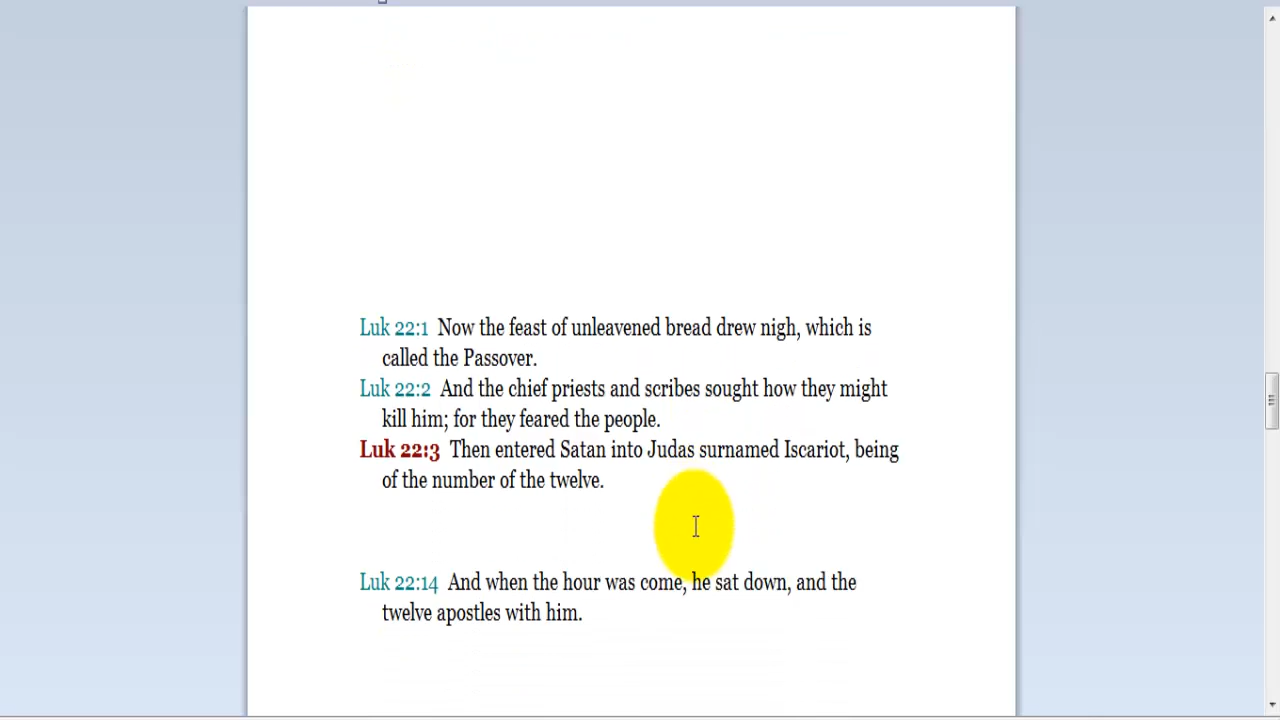 Luk 22:1 Now the feast of unleavened bread drew nigh, which is
called the Passover.
Luk 22:2 And the chief priests and scribes sought how they might
kill him; for they feared the people.
Luk 22:3 Then entered Satan into Judas surnamed Iscariot, being
of the number of the twelve.
Luk 22:14 And when the hour was come, he sat down, and the
twelve apostles with him.